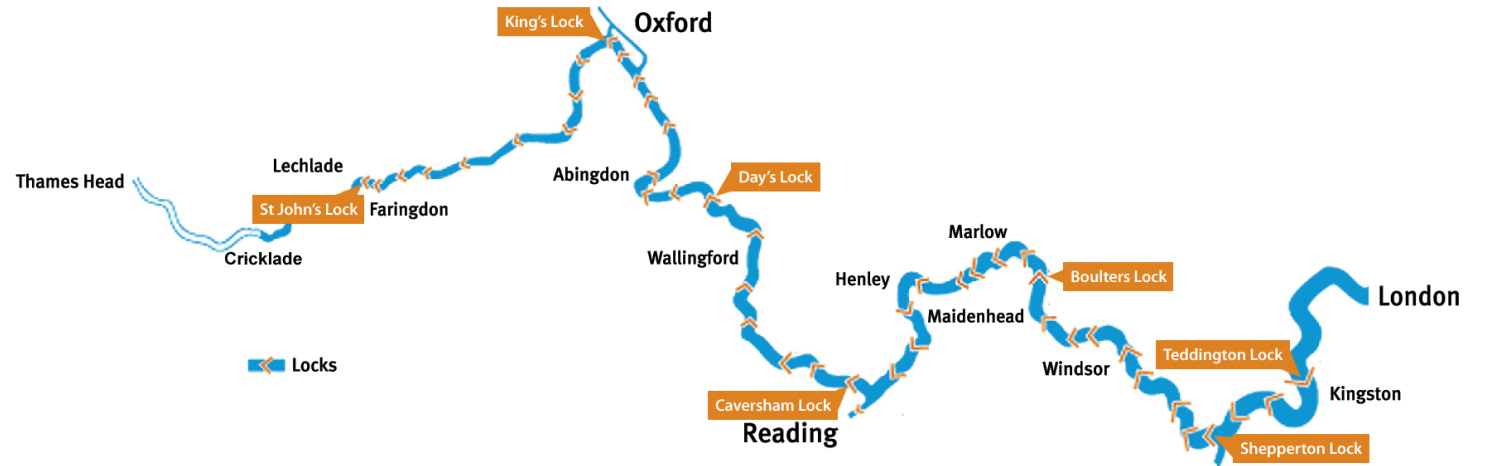 King's Lock
Oxford
Lechlade
Thames Head
Abingdon
Day's Lock
St John's Lock
Faringdon
Cricklade
Wallingford
Marlow
Henley
Boulters Lock
London
Maidenhead
Locks
Windsor
Teddington Lock
Kingston
Caversham Lock
Reading
Shepperton Lock